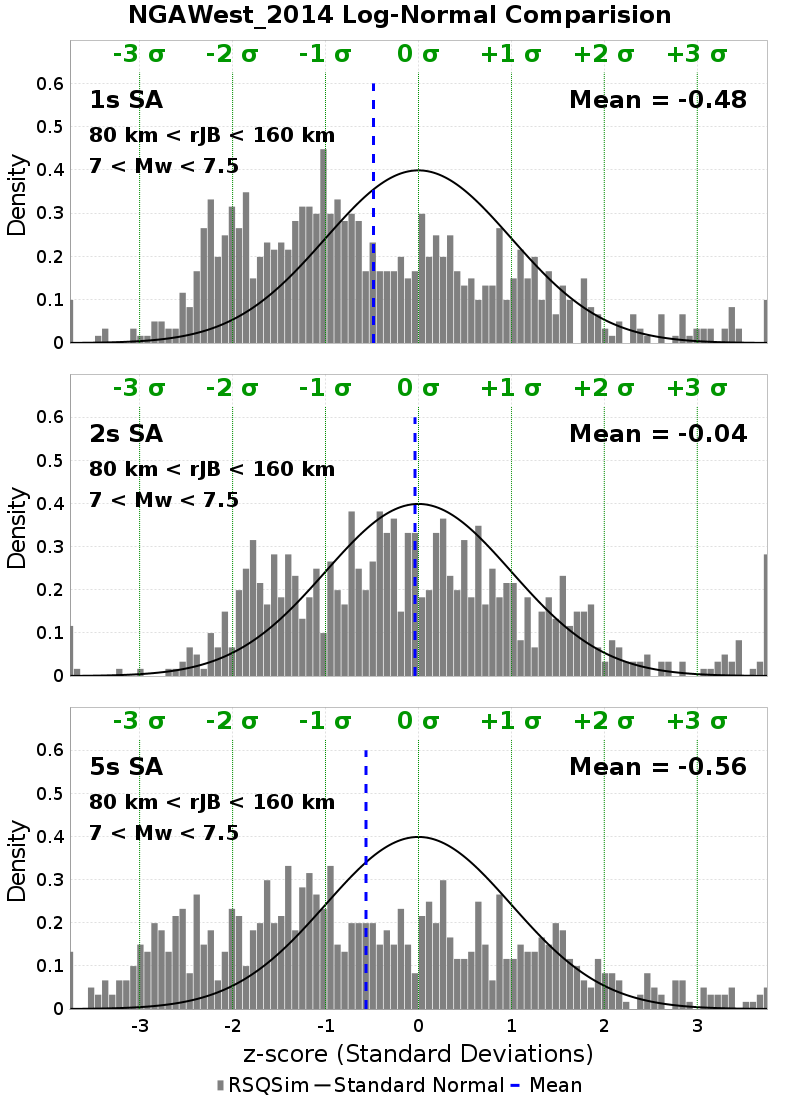 NGAWest_2014 Log-Normal Comparision
-3 σ -2 σ -1 σ 0 σ +1 σ +2 σ +3 σ
1s SA Mean = -0.48
80 km < rJB < 160 km
7 < Mw < 7.5
Density
0.6
0.5
0.4
0.3
0.2
0.1
0
-3 σ -2 σ -1 σ 0 σ +1 σ +2 σ +3 σ
2s SA Mean = -0.04
80 km < rJB < 160 km
7 < Mw < 7.5
Density
0.6
0.5
0.4
0.3
0.2
0.1
0
-3 σ -2 σ -1 σ 0 σ +1 σ +2 σ +3 σ
5s SA Mean = -0.56
80 km < rJB < 160 km
7 < Mw < 7.5
Density
0.6
0.5
0.4
0.3
0.2
0.1
0
-3 -2 -1 0 1 2 3
z-score (Standard Deviations)
RSQSim Standard Normal Mean